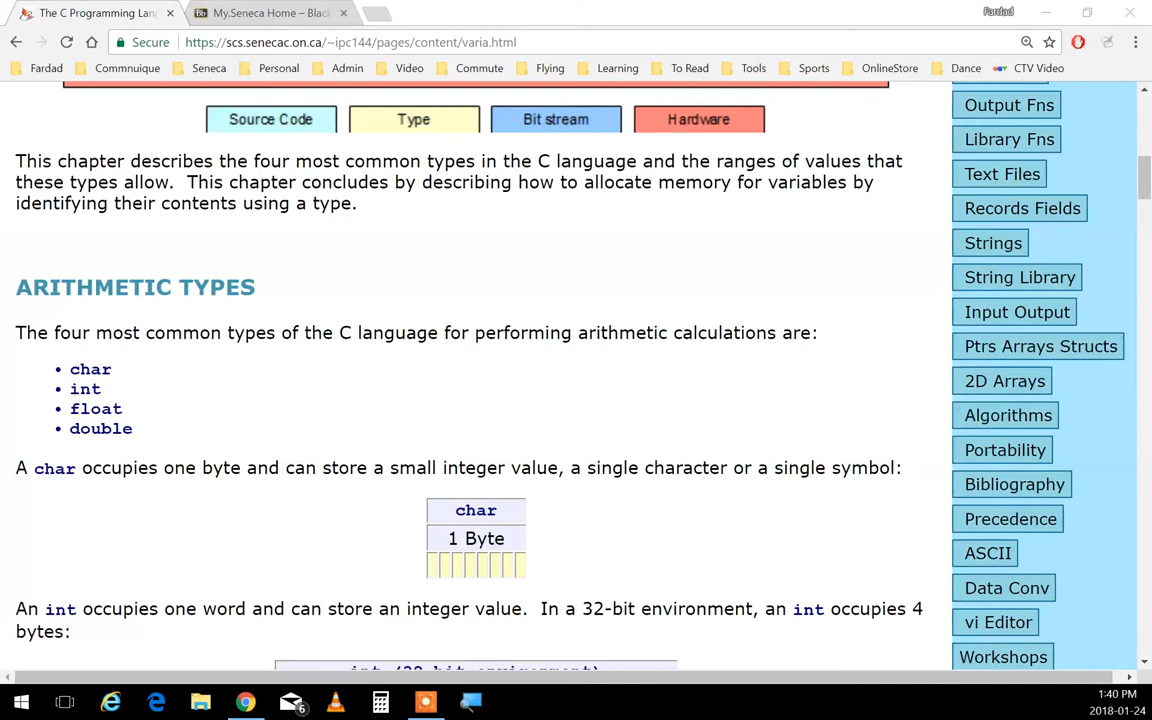 The C Programming Lan
My.Seneca Home – Black
Fardad
Secure
https://scs.senecac.on.ca/~ipc144/pages/content/varia.html
Fardad
Commnuique
Seneca
Personal
Admin
Video
Commute
Flying
Learning
To Read
Tools
Sports
OnlineStore
Dance
CTV Video
Source Code
Type
Bit stream
Hardware
This chapter describes the four most common types in the C language and the ranges of values that
these types allow.  This chapter concludes by describing how to allocate memory for variables by
identifying their contents using a type.
ARITHMETIC TYPES
The four most common types of the C language for performing arithmetic calculations are:
• char
• int
• float
• double
A char occupies one byte and can store a small integer value, a single character or a single symbol:
char
1 Byte
An int occupies one word and can store an integer value.  In a 32-bit environment, an int occupies 4
bytes:
int (32-bit environment)
Output Fns
Library Fns
Text Files
Records Fields
Strings
String Library
Input Output
Ptrs Arrays Structs
2D Arrays
Algorithms
Portability
Bibliography
Precedence
ASCII
Data Conv
vi Editor
Workshops
6
1:40 PM
2018-01-24